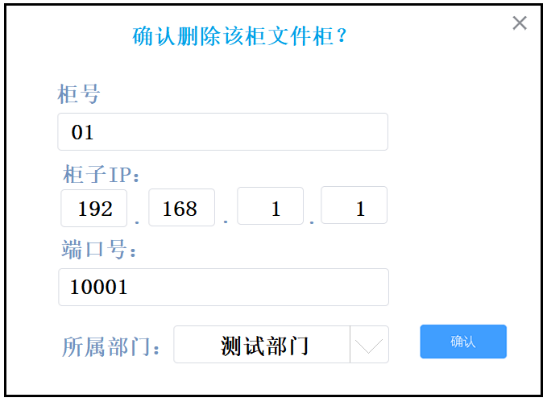 确认删除该柜文件柜?
柜号
01
柜子IP:
192 . 168 . 1 . 1
端口号:
10001
所属部门: 测试部门 确认